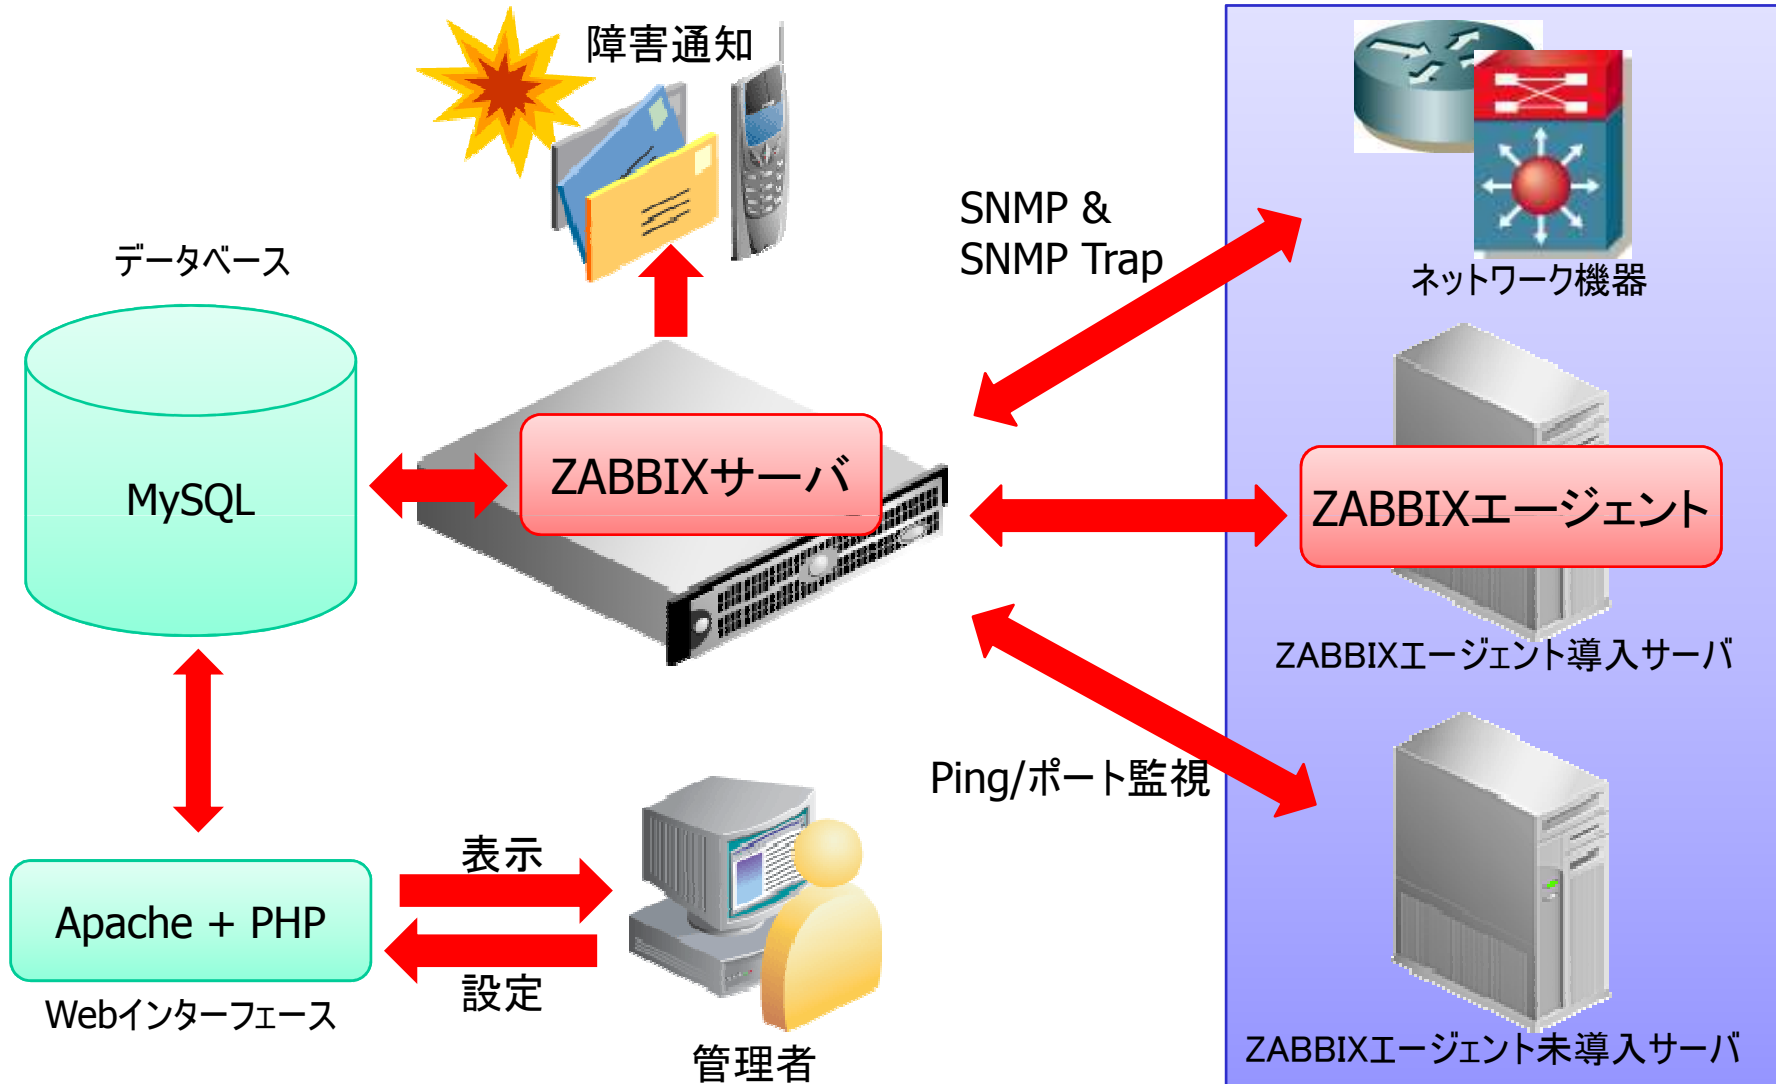 障害通知
SNMP &
SNMP Trap
データベース
ネットワーク機器
MySQL
ZABBIXサーバ
ZABBIXエージェント
ZABBIXエージェント導入サーバ
Ping/ポート監視
表示
Apache + PHP
設定
Webインターフェース
管理者
ZABBIXエージェント未導入サーバ